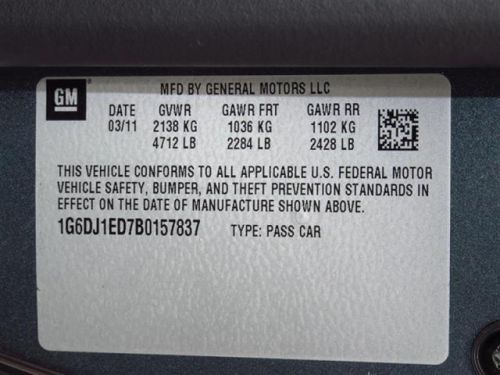 GM
MFD BY GENERAL MOTORS LLC
DATE GVWR GAWR FRT GAWR RR
03/11 2138 KG 1036 KG 1102 KG
4712 LB 2284 LB 2428 LB
THIS VEHICLE CONFORMS TO ALL APPLICABLE U.S. FEDERAL MOTOR
VEHICLE SAFETY, BUMPER, AND THEFT PREVENTION STANDARDS IN
EFFECT ON THE DATE OF MANUFACTURE SHOWN ABOVE.
1G6DJ1ED7B0157837 TYPE: PASS CAR